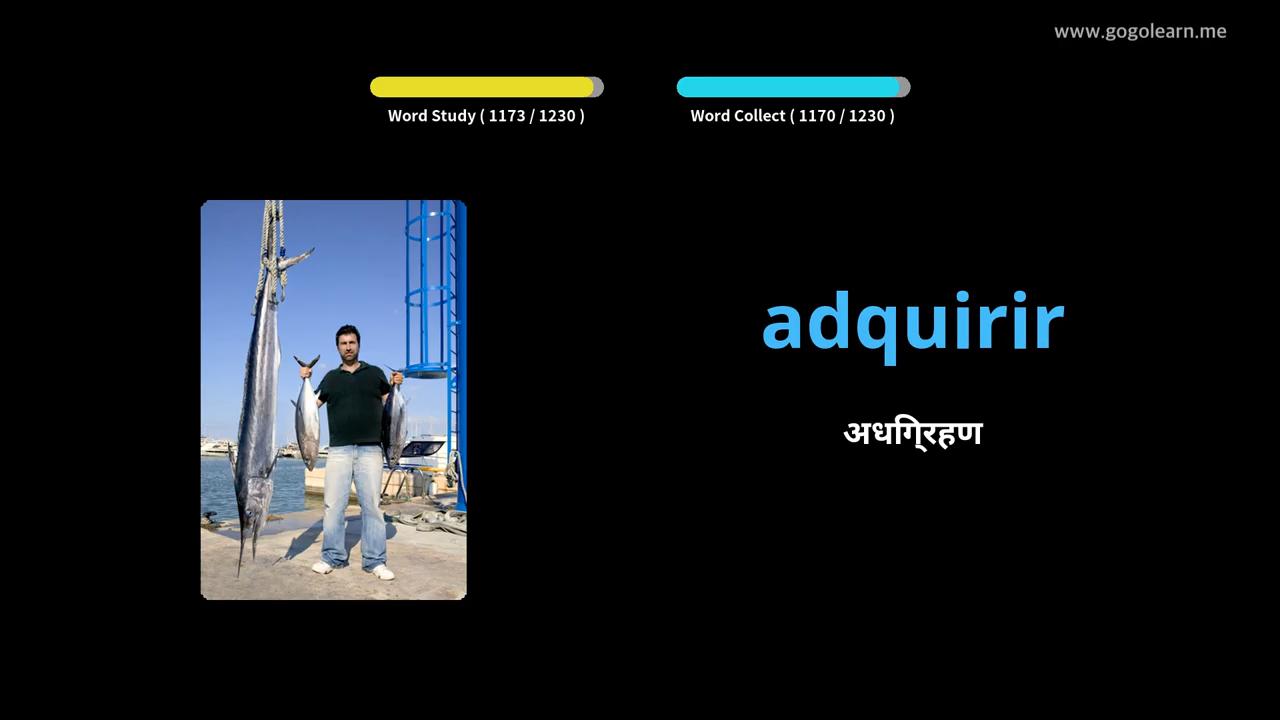 www.gogolearn.me
Word Study ( 1173 / 1230 )
Word Collect ( 1170 / 1230 )
adquirir
अधिग्रहण